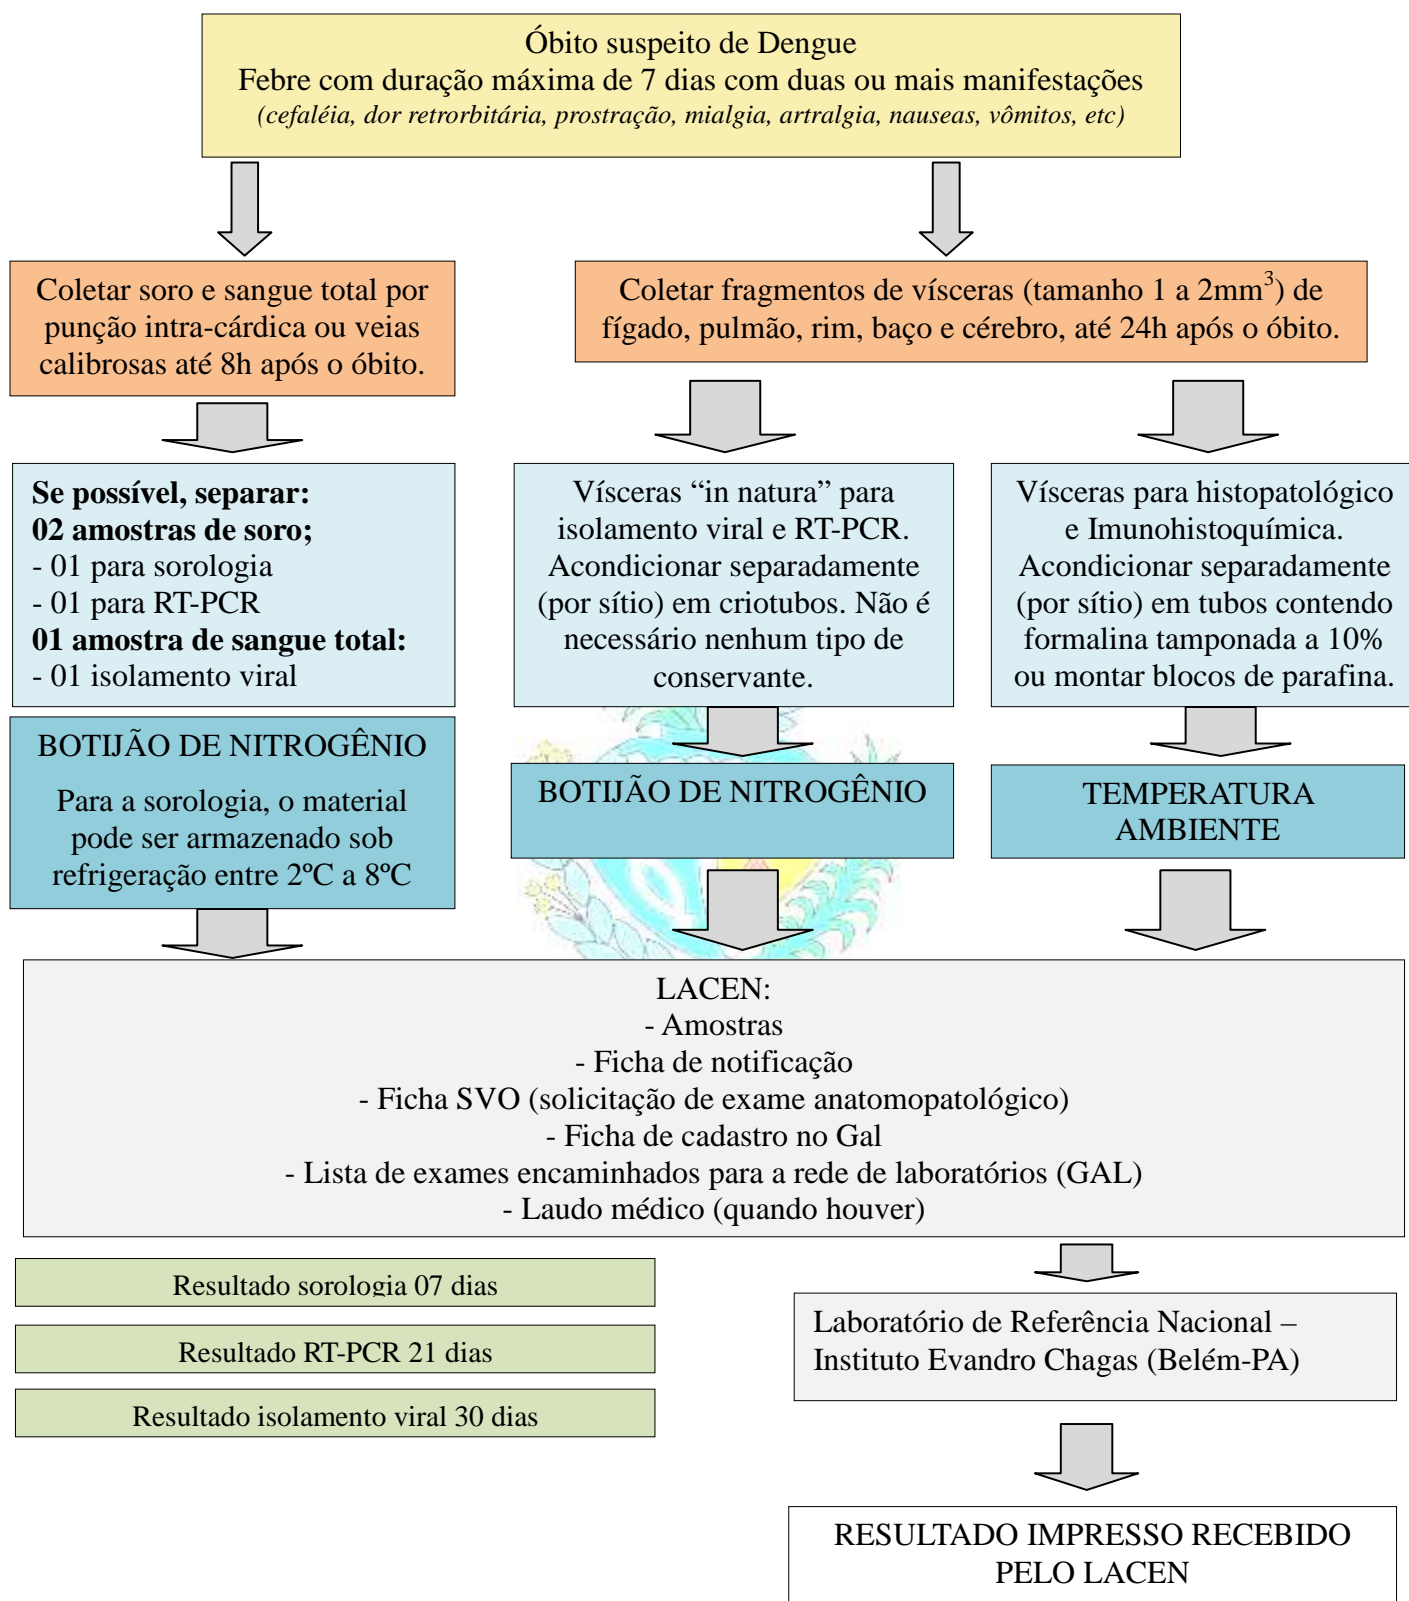 Óbito suspeito de Dengue
Febre com duração máxima de 7 dias com duas ou mais manifestações
(cefaléia, dor retrorbitária, prostração, mialgia, artralgia, nauseas, vômitos, etc)
Coletar soro e sangue total por
punção intra-cárdica ou veias
calibrosas até 8h após o óbito.
Coletar fragmentos de vísceras (tamanho 1 a 2mm³) de
fígado, pulmão, rim, baço e cérebro, até 24h após o óbito.
Se possível, separar:
02 amostras de soro;
- 01 para sorologia
- 01 para RT-PCR
01 amostra de sangue total:
- 01 isolamento viral
Vísceras “in natura” para
isolamento viral e RT-PCR.
Acondicionar separadamente
(por sítio) em criotubos. Não é
necessário nenhum tipo de
conservante.
Vísceras para histopatológico
e Imunohistoquímica.
Acondicionar separadamente
(por sítio) em tubos contendo
formalina tamponada a 10%
ou montar blocos de parafina.
BOTIJÃO DE NITROGÊNIO
Para a sorologia, o material
pode ser armazenado sob
refrigeração entre 2ºC a 8ºC
BOTIJÃO DE NITROGÊNIO
TEMPERATURA
AMBIENTE
LACEN:
- Amostras
- Ficha de notificação
- Ficha SVO (solicitação de exame anatomopatológico)
- Ficha de cadastro no Gal
- Lista de exames encaminhados para a rede de laboratórios (GAL)
- Laudo médico (quando houver)
Resultado sorologia 07 dias
Resultado RT-PCR 21 dias
Resultado isolamento viral 30 dias
Laboratório de Referência Nacional –
Instituto Evandro Chagas (Belém-PA)
RESULTADO IMPRESSO RECEBIDO
PELO LACEN